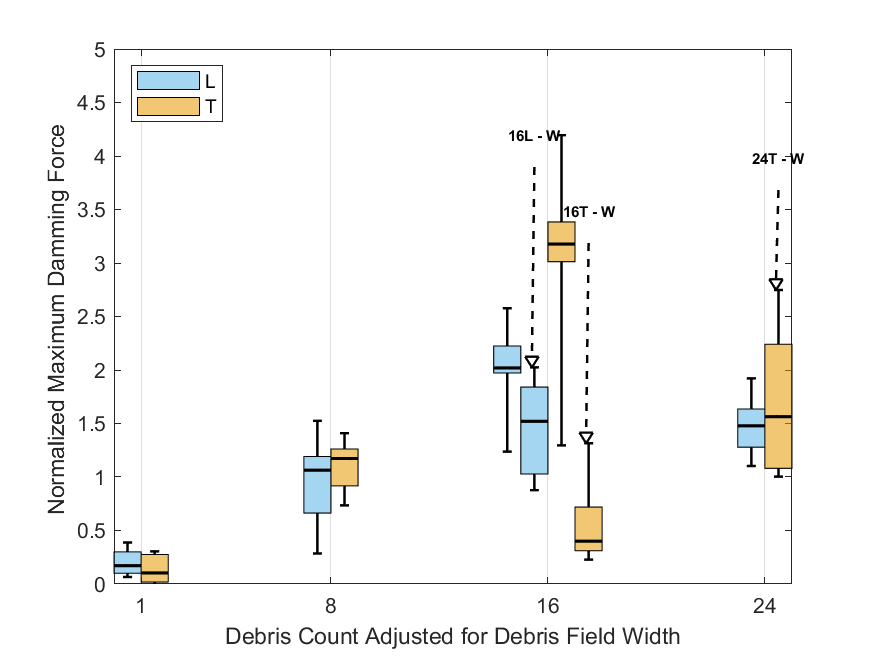 5
4.5
4
3.5
3
2.5
2
1.5
1
0.5
0
Normalized Maximum Damming Force
L
T
16L - W
16T - W
24T - W
1
8
16
24
Debris Count Adjusted for Debris Field Width